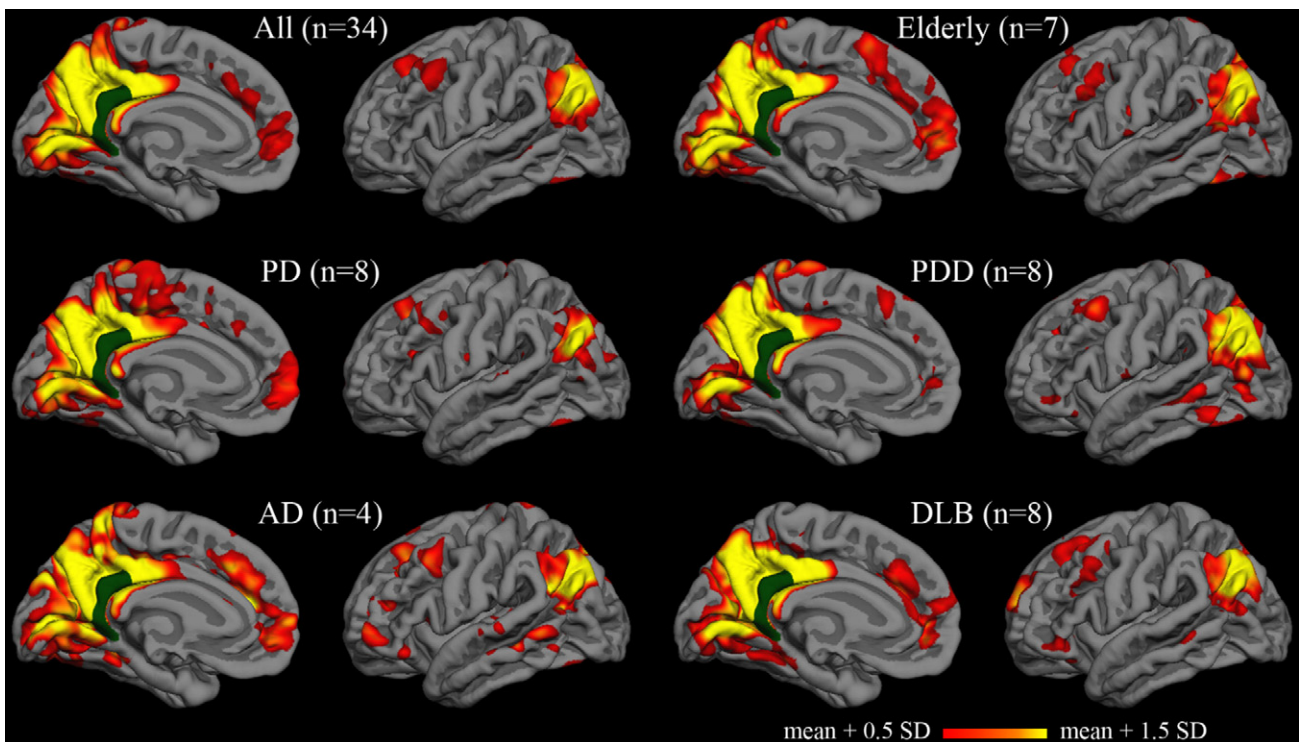 All (n=34)
Elderly (n=7)
PD (n=8)
PDD (n=8)
AD (n=4)
DLB (n=8)
mean + 0.5 SD
mean + 1.5 SD